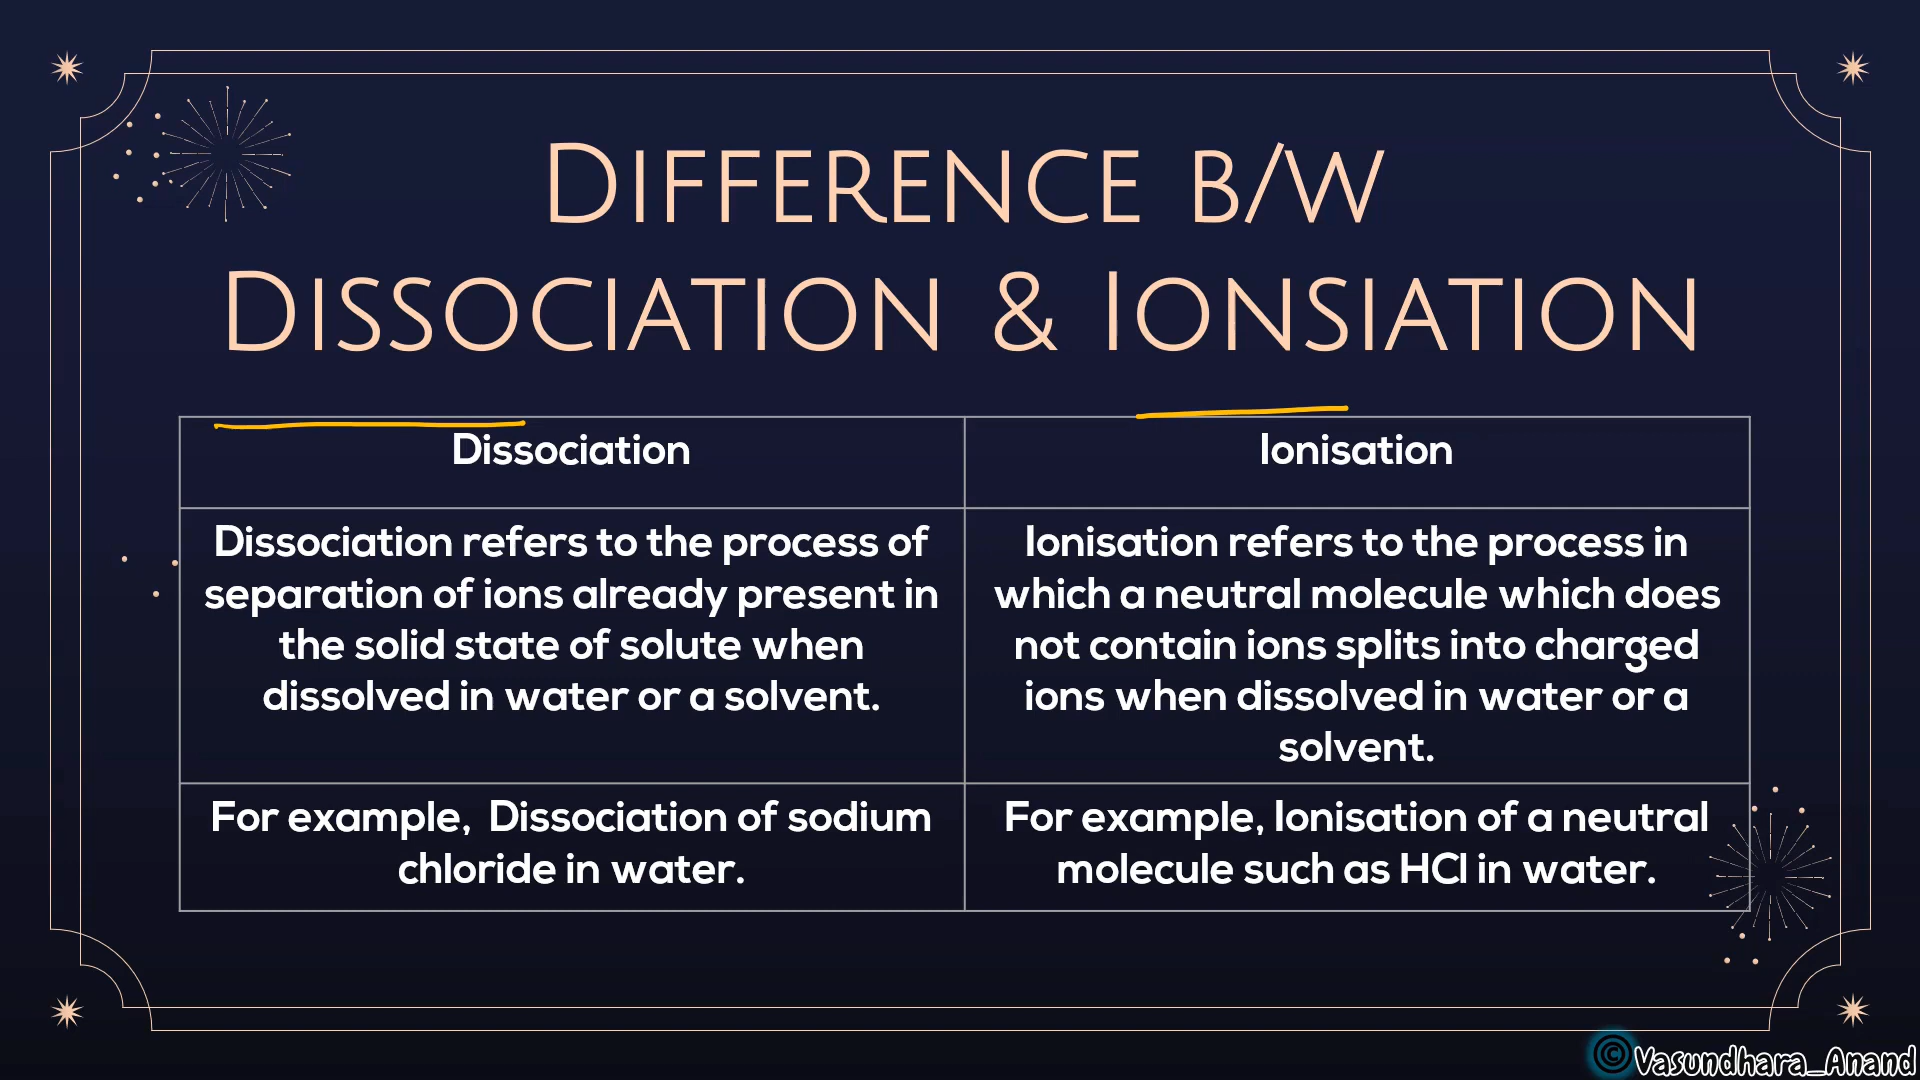 DIFFERENCE B/W
DISSOCIATION & IONSIATION
Dissociation
Ionisation
Dissociation refers to the process of
separation of ions already present in
the solid state of solute when
dissolved in water or a solvent.
Ionisation refers to the process in
which a neutral molecule which does
not contain ions splits into charged
ions when dissolved in water or a
solvent.
For example, Dissociation of sodium
chloride in water.
For example, Ionisation of a neutral
molecule such as HCl in water.
©Vasundhara_Anand